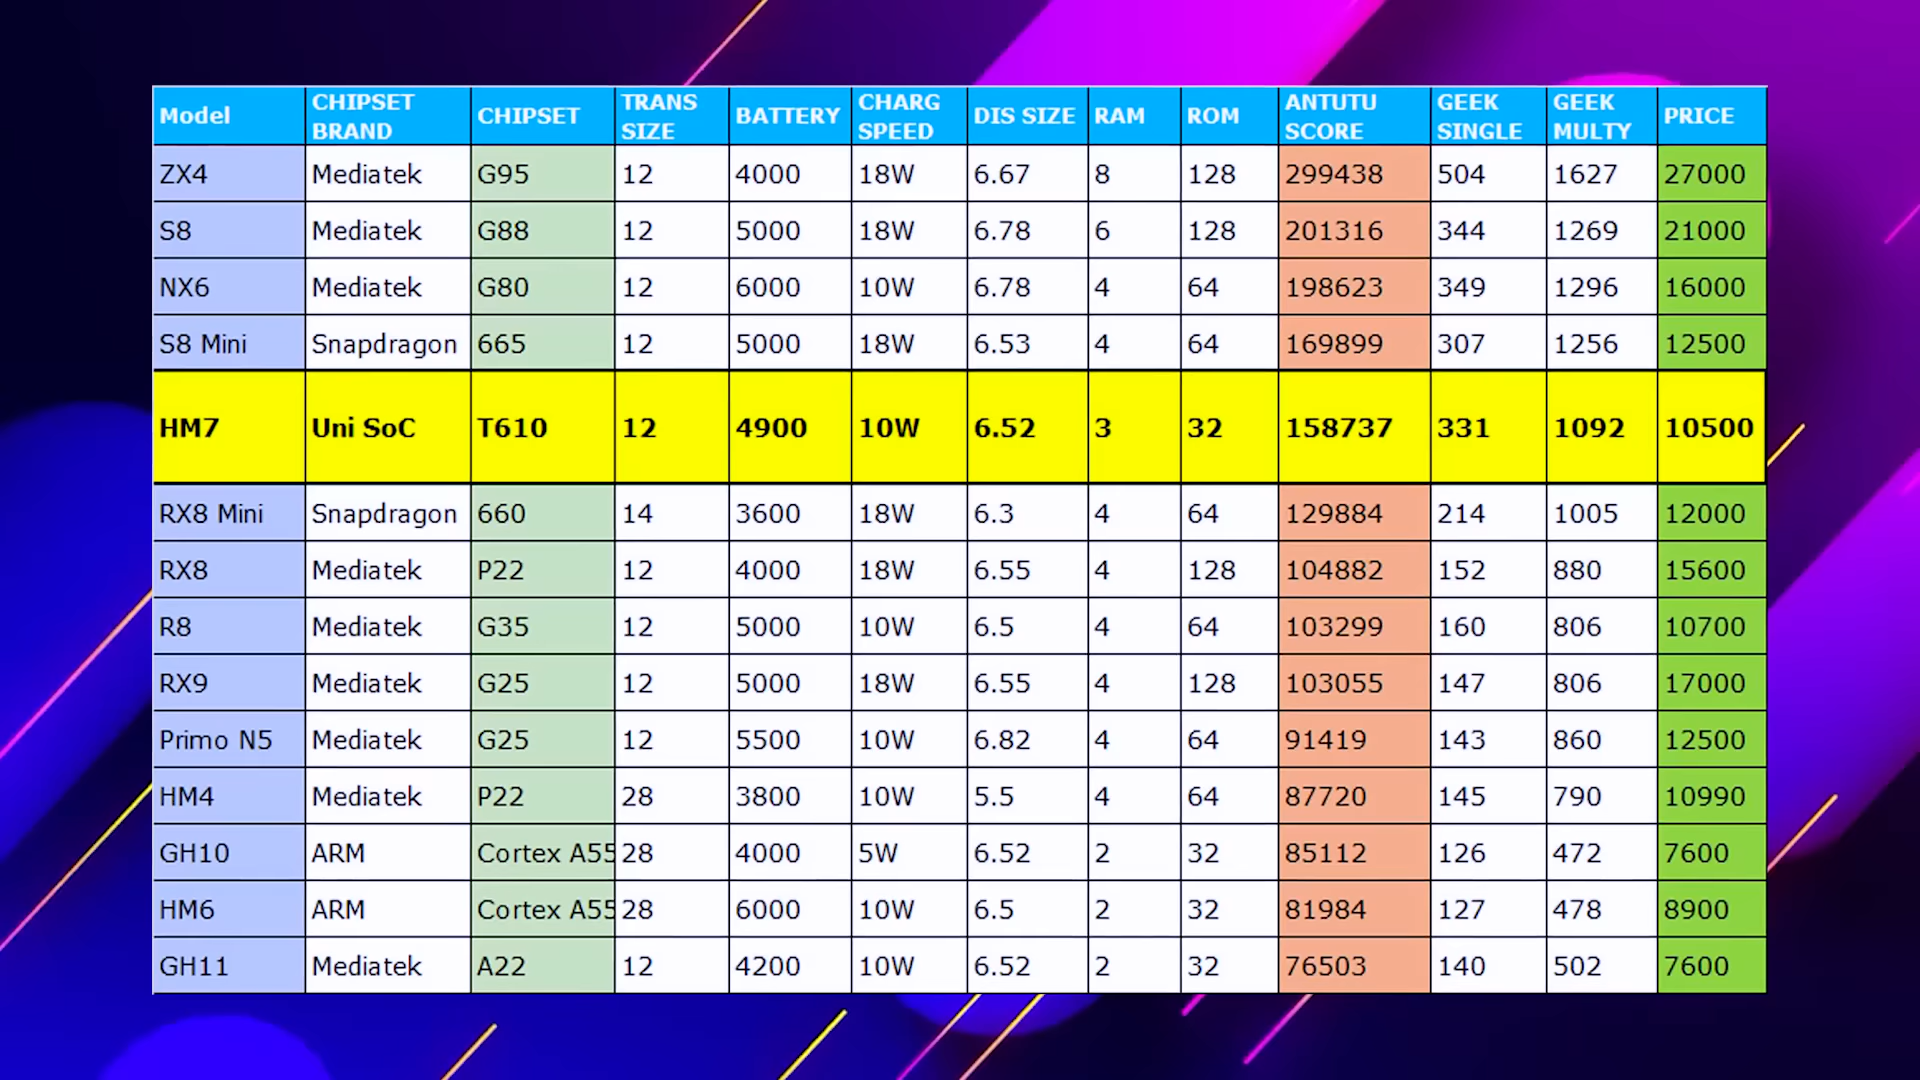 Model CHIPSET BRAND CHIPSET TRANS SIZE BATTERY CHARG SPEED DIS SIZE RAM ROM ANTUTU SCORE GEEK SINGLE GEEK MULTY PRICE
ZX4 Mediatek G95 12 4000 18W 6.67 8 128 299438 504 1627 27000
S8 Mediatek G88 12 5000 18W 6.78 6 128 201316 344 1269 21000
NX6 Mediatek G80 12 6000 10W 6.78 4 64 198623 349 1296 16000
S8 Mini Snapdragon 665 12 5000 18W 6.53 4 64 169899 307 1256 12500
HM7 Uni SoC T610 12 4900 10W 6.52 3 32 158737 331 1092 10500
RX8 Mini Snapdragon 660 14 3600 18W 6.3 4 64 129884 214 1005 12000
RX8 Mediatek P22 12 4000 18W 6.55 4 128 104882 152 880 15600
R8 Mediatek G35 12 5000 10W 6.5 4 64 103299 160 806 10700
RX9 Mediatek G25 12 5000 18W 6.55 4 128 103055 147 806 17000
Primo N5 Mediatek G25 12 5500 10W 6.82 4 64 91419 143 860 12500
HM4 Mediatek P22 28 3800 10W 5.5 4 64 87720 145 790 10990
GH10 ARM Cortex A55 28 4000 5W 6.52 2 32 85112 126 472 7600
HM6 ARM Cortex A55 28 6000 10W 6.5 2 32 81984 127 478 8900
GH11 Mediatek A22 12 4200 10W 6.52 2 32 76503 140 502 7600